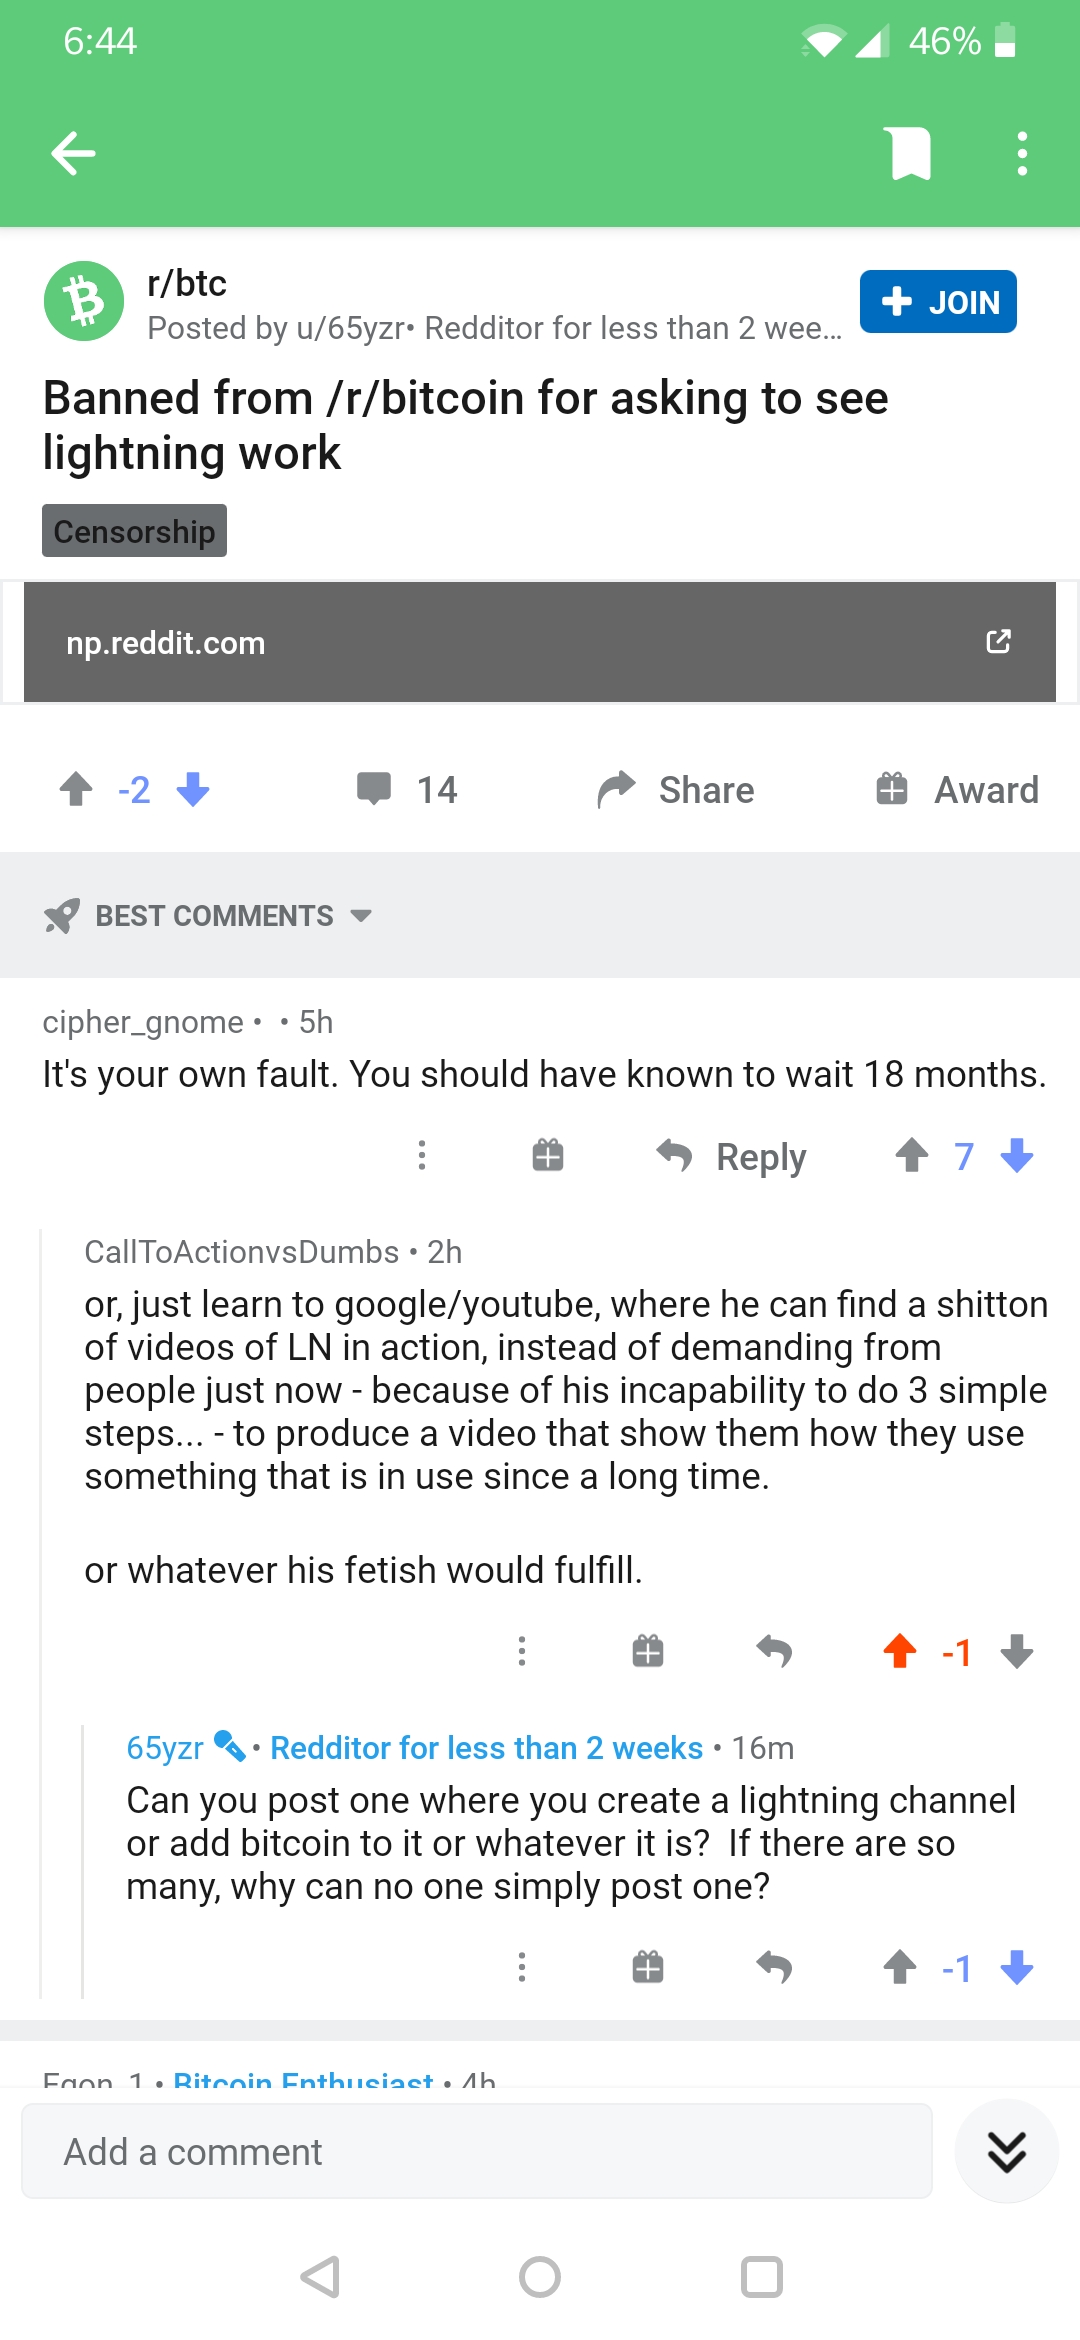 6:44
46%
r/btc
Posted by u/65yzr• Redditor for less than 2 wee...
JOIN
Banned from /r/bitcoin for asking to see
lightning work
Censorship
np.reddit.com
-2
14
Share
Award
BEST COMMENTS
cipher_gnome • • 5h
It's your own fault. You should have known to wait 18 months.
Reply
7
CallToActionvsDumbs • 2h
or, just learn to google/youtube, where he can find a shitton
of videos of LN in action, instead of demanding from
people just now - because of his incapability to do 3 simple
steps... - to produce a video that show them how they use
something that is in use since a long time.
or whatever his fetish would fulfill.
-1
65yzr • Redditor for less than 2 weeks • 16m
Can you post one where you create a lightning channel
or add bitcoin to it or whatever it is?  If there are so
many, why can no one simply post one?
-1
Egon_1 • Bitcoin Enthusiast • 4h
Add a comment